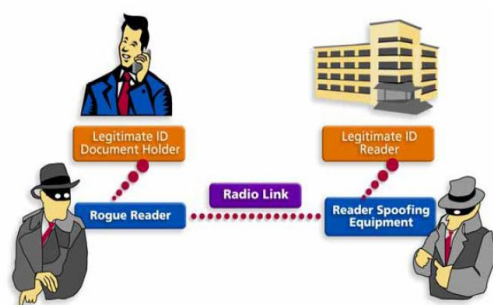 Legitimate ID
Document Holder
Legitimate ID
Reader
Rogue Reader
Radio Link
Reader Spoofing
Equipment